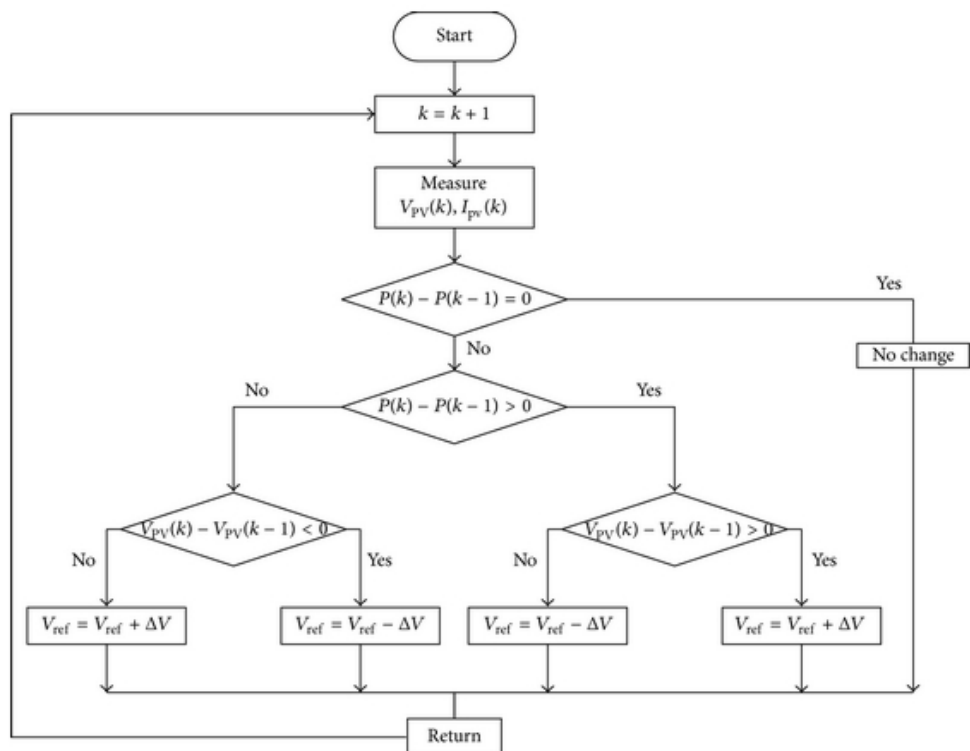 Start
k = k + 1
Measure
V_PV(k), I_pv(k)
P(k) − P(k − 1) = 0
Yes
No change
No
P(k) − P(k − 1) > 0
No
Yes
V_PV(k) − V_PV(k − 1) < 0
V_PV(k) − V_PV(k − 1) > 0
No
Yes
No
Yes
V_ref = V_ref + ΔV
V_ref = V_ref − ΔV
V_ref = V_ref − ΔV
V_ref = V_ref + ΔV
Return